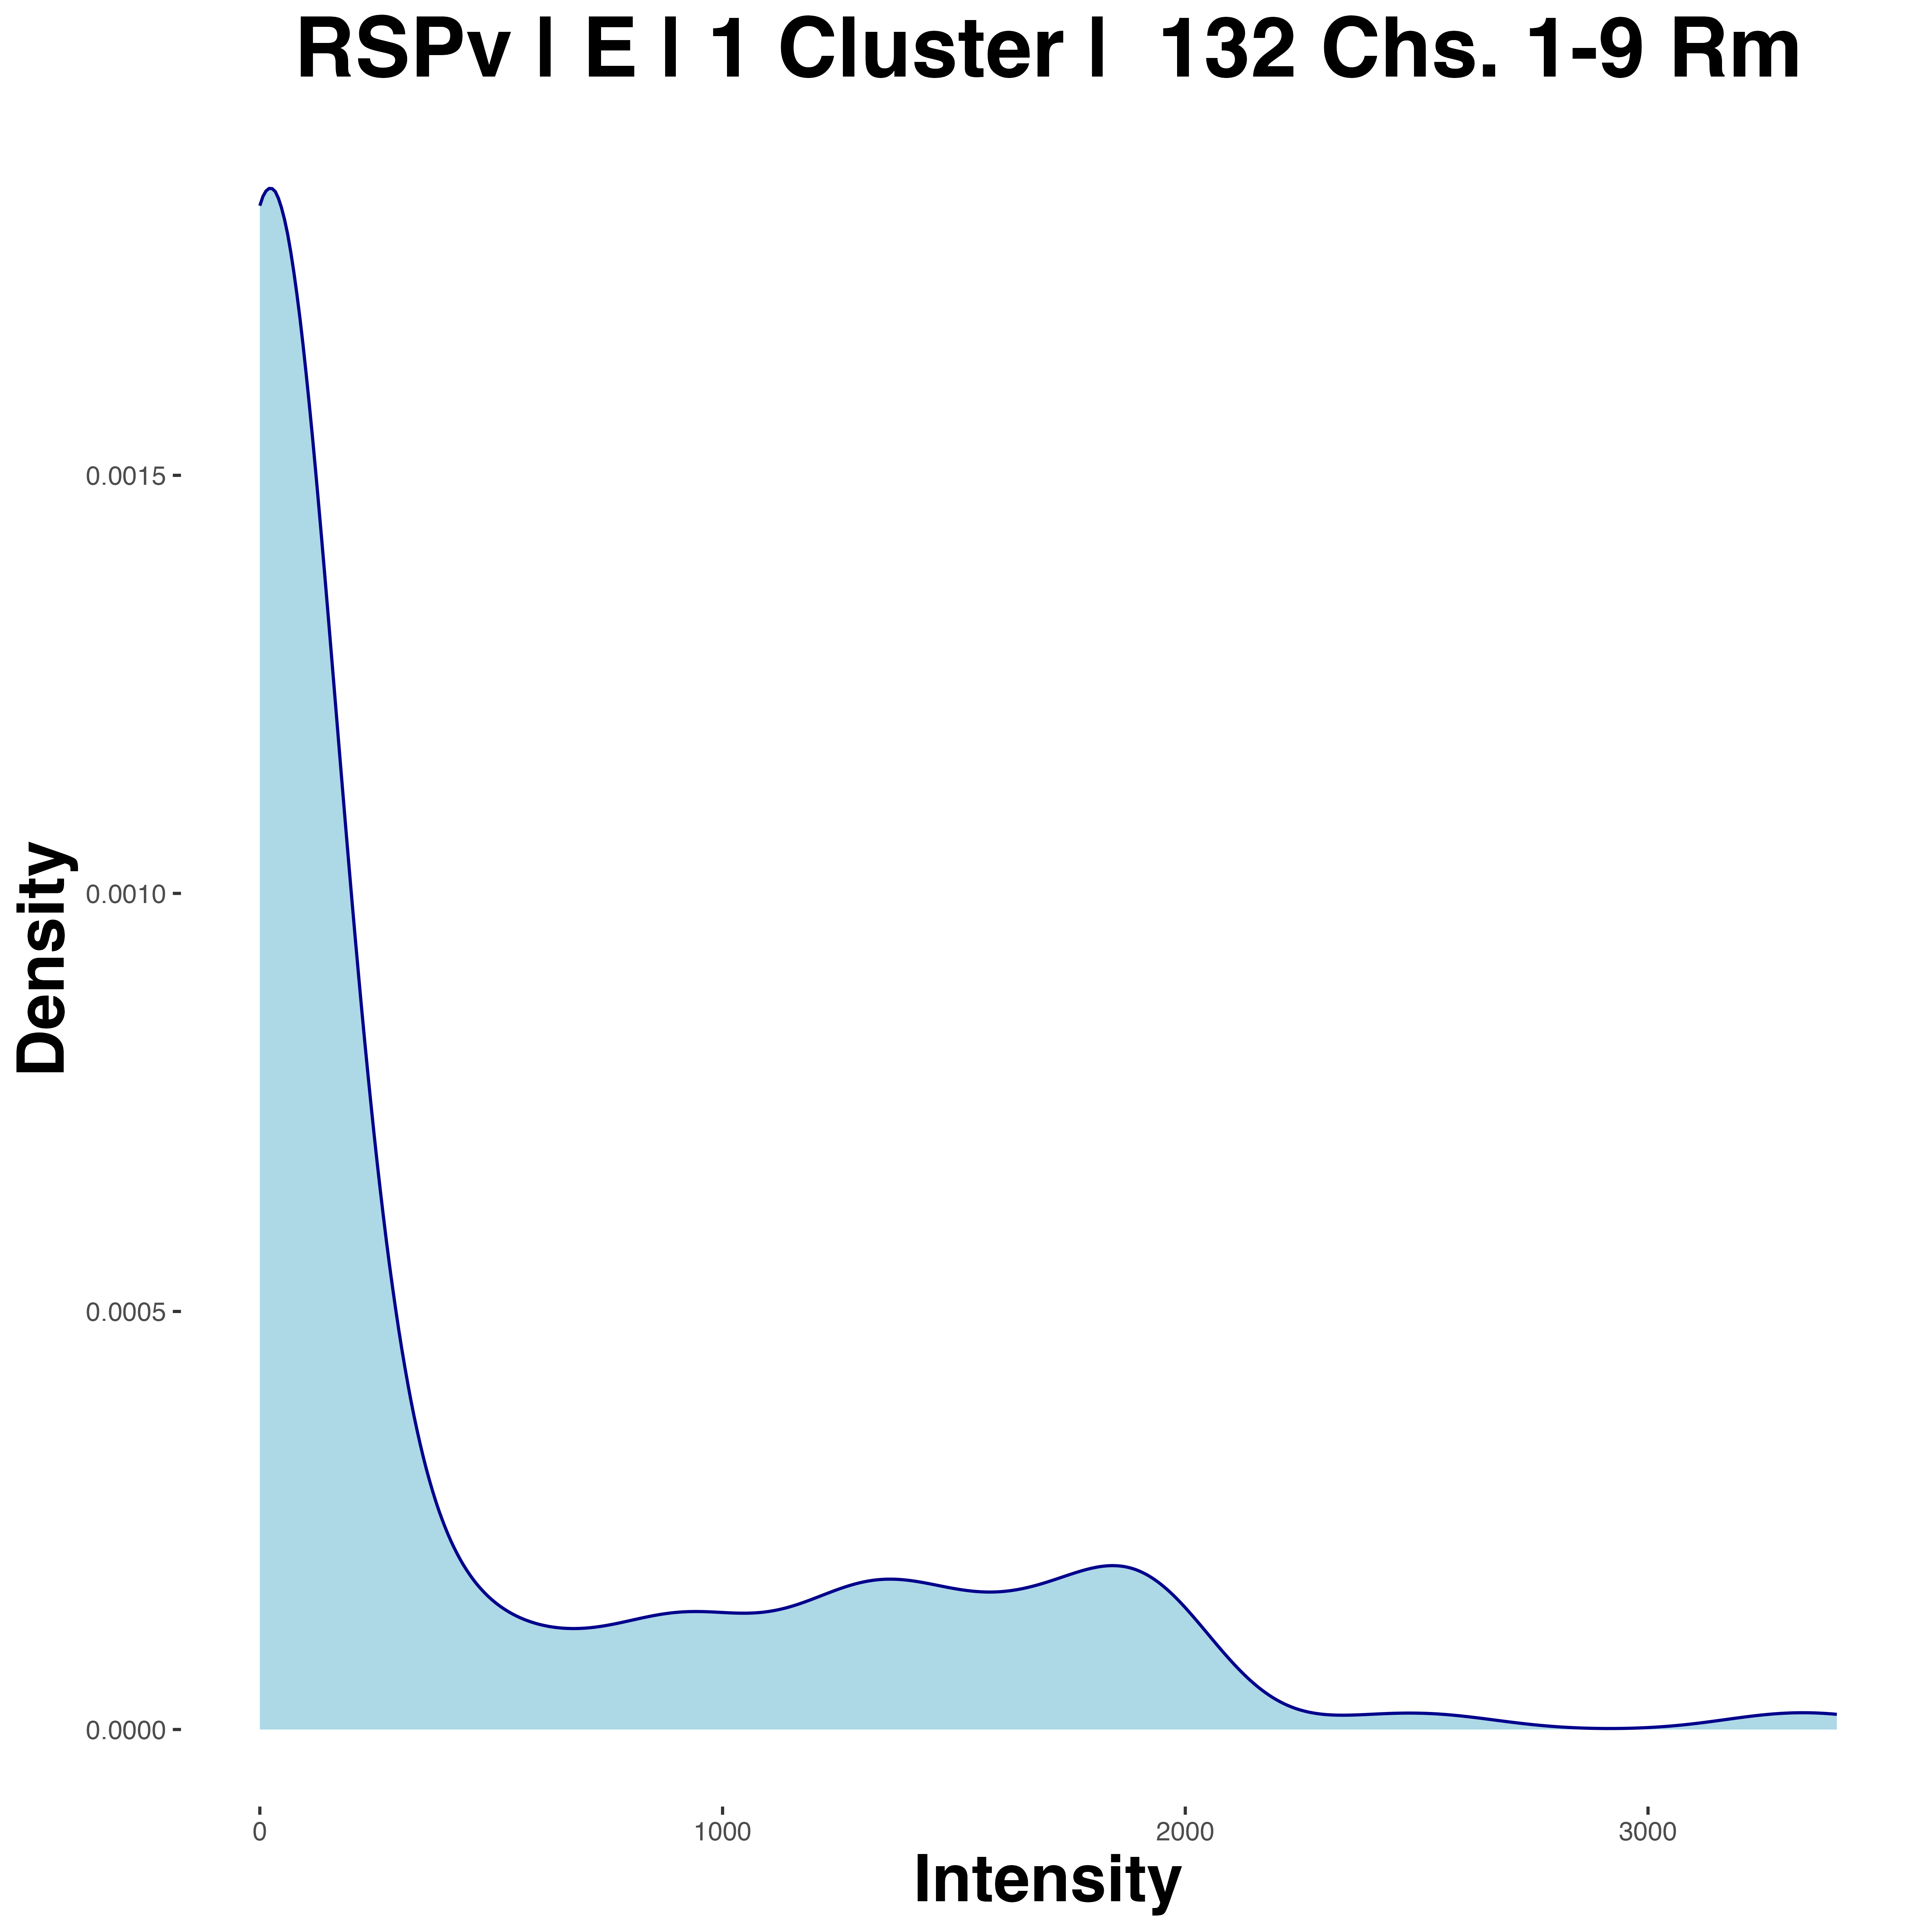 RSPv | E | 1 Cluster |  132 Chs. 1-9 Rm
0.0015
0.0010
0.0005
0.0000
Density
0
1000
2000
3000
Intensity